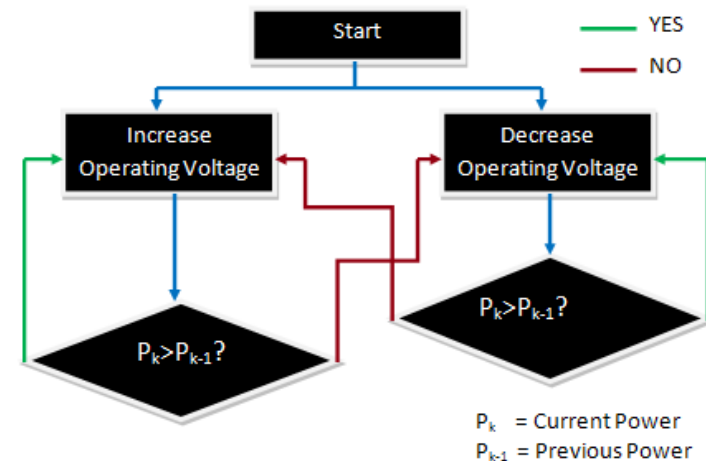 Start
YES
NO
Increase
Operating Voltage
Decrease
Operating Voltage
Pₖ>Pₖ₋₁?
Pₖ>Pₖ₋₁?
Pₖ = Current Power
Pₖ₋₁ = Previous Power